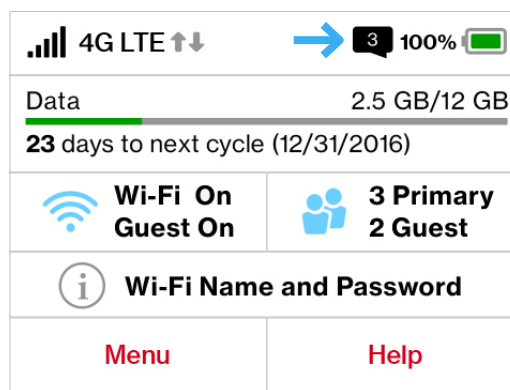 4G LTE 3 100%
Data 2.5 GB/12 GB
23 days to next cycle (12/31/2016)
Wi-Fi On
Guest On
3 Primary
2 Guest
i Wi-Fi Name and Password
Menu Help